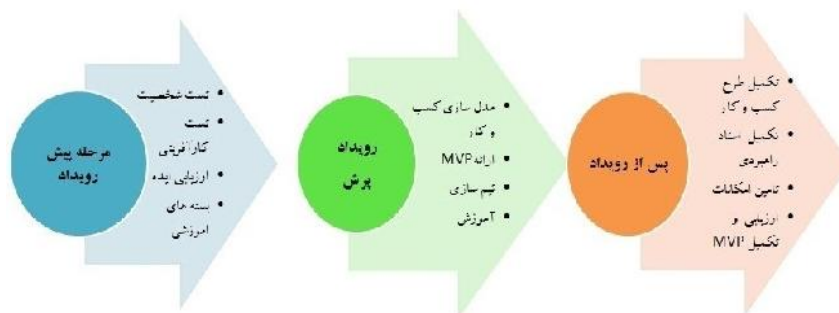 مرحله پیش
رویداد
تست شخصیت
تست
کارآفرینی
ارزیابی ایده
بسته های
آموزشی
رویداد
پرش
مدل سازی کسب
و کار
ارائه MVP
تیم سازی
آموزش
پس از رویداد
تکمیل طرح
کسب و کار
تکمیل اسناد
راهبردی
تامین امکانات
ارزیابی و
تکمیل MVP